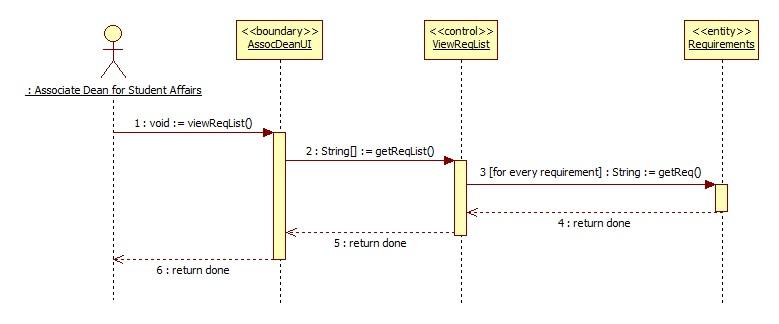 <<boundary>>
AssocDeanUI
<<control>>
ViewReqList
<<entity>>
Requirements
: Associate Dean for Student Affairs
1 : void := viewReqList()
2 : String[] := getReqList()
3 [for every requirement] : String := getReq()
4 : return done
5 : return done
6 : return done